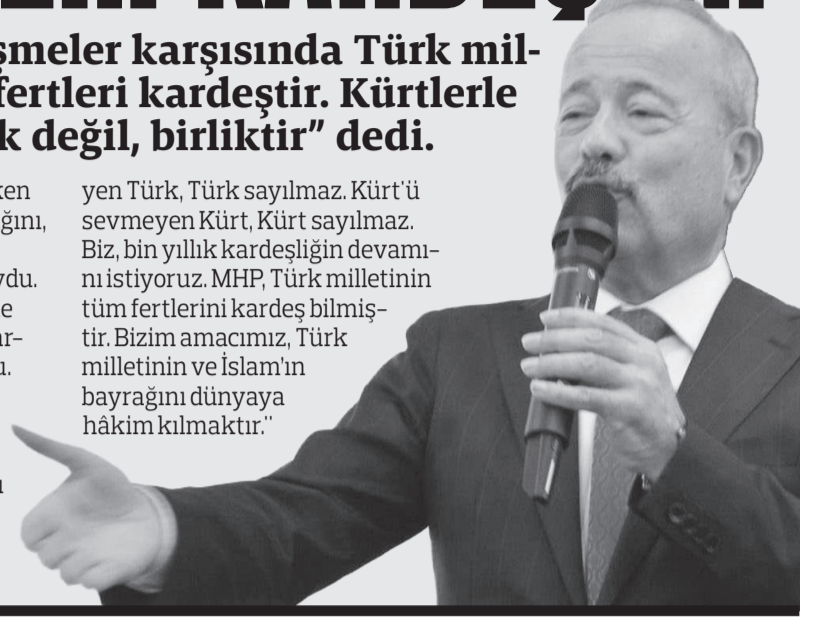 şmeler karşısında Türk mil-
fertleri kardeştir. Kürtlerle
k değil, birliktir” dedi.
ken
ğını,
ydu.
e
ar-
u.
ı
yen Türk, Türk sayılmaz. Kürt'ü
sevmeyen Kürt, Kürt sayılmaz.
Biz, bin yıllık kardeşliğin devamı-
nı istiyoruz. MHP, Türk milletinin
tüm fertlerini kardeş bilmiş-
tir. Bizim amacımız, Türk
milletinin ve İslam’ın
bayrağını dünyaya
hâkim kılmaktır."